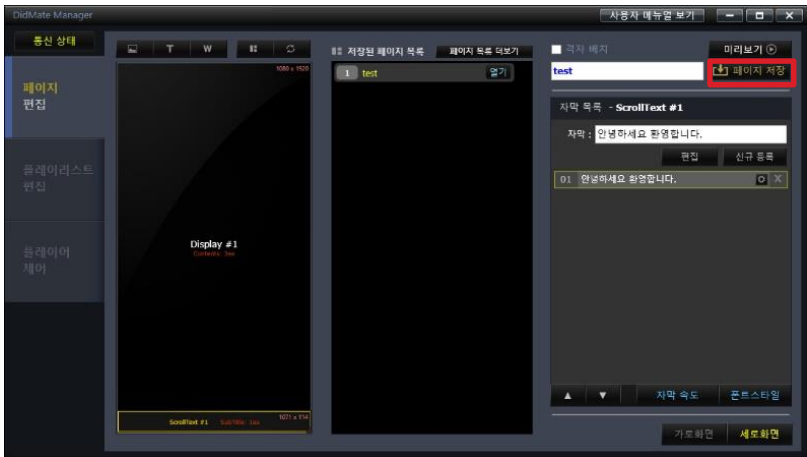 DidMate Manager
사용자 메뉴얼 보기
통신 상태
페이지
편집
플레이리스트
편집
플레이어
제어
T W
1080 x 1920
Display #1
Contents: 3ea
ScrollText #1 SubTitle: 1ea
저장된 페이지 목록 페이지 목록 더보기
1 test 열기
격자 배치 미리보기
test 페이지 저장
자막 목록 - ScrollText #1
자막 : 안녕하세요 환영합니다.
편집 신규 등록
01 안녕하세요 환영합니다. X
▲ ▼ 자막 속도 폰트스타일
가로화면 세로화면